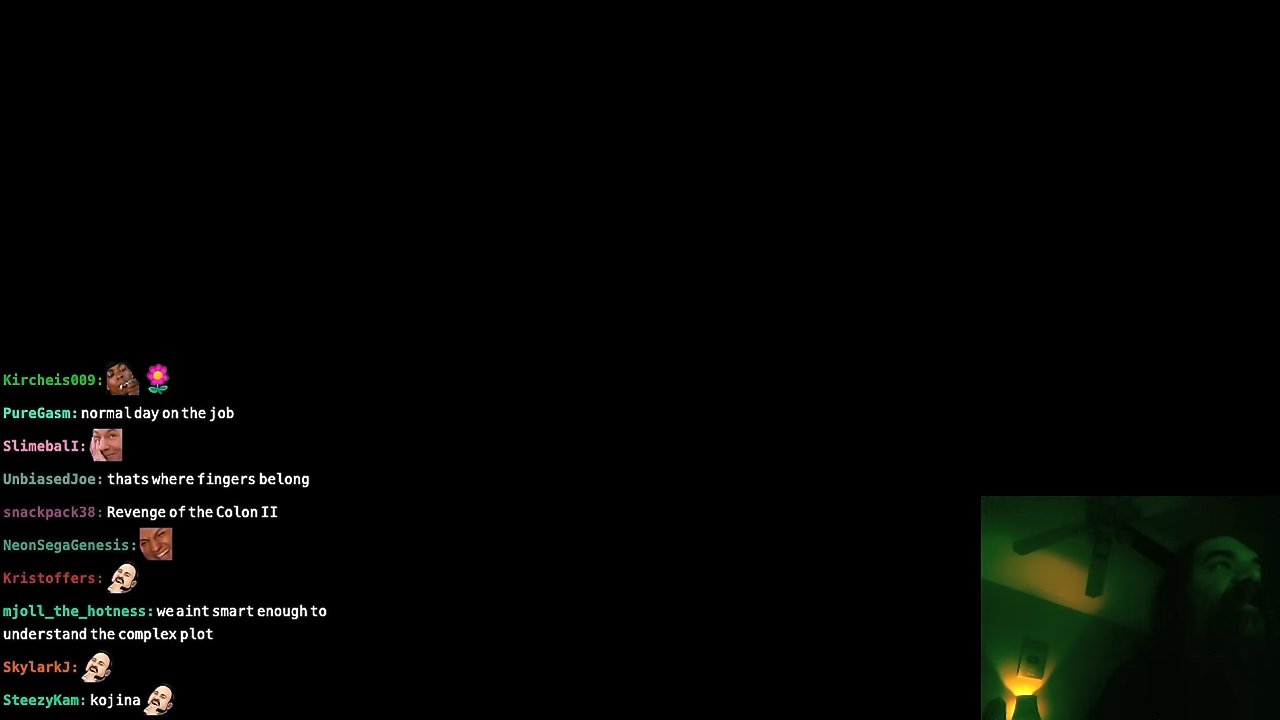 Kircheis009:
PureGasm: normal day on the job
SlimebalI:
UnbiasedJoe: thats where fingers belong
snackpack38: Revenge of the Colon II
NeonSegaGenesis:
Kristoffers:
mjoll_the_hotness: we aint smart enough to
understand the complex plot
SkylarkJ:
SteezyKam: kojina